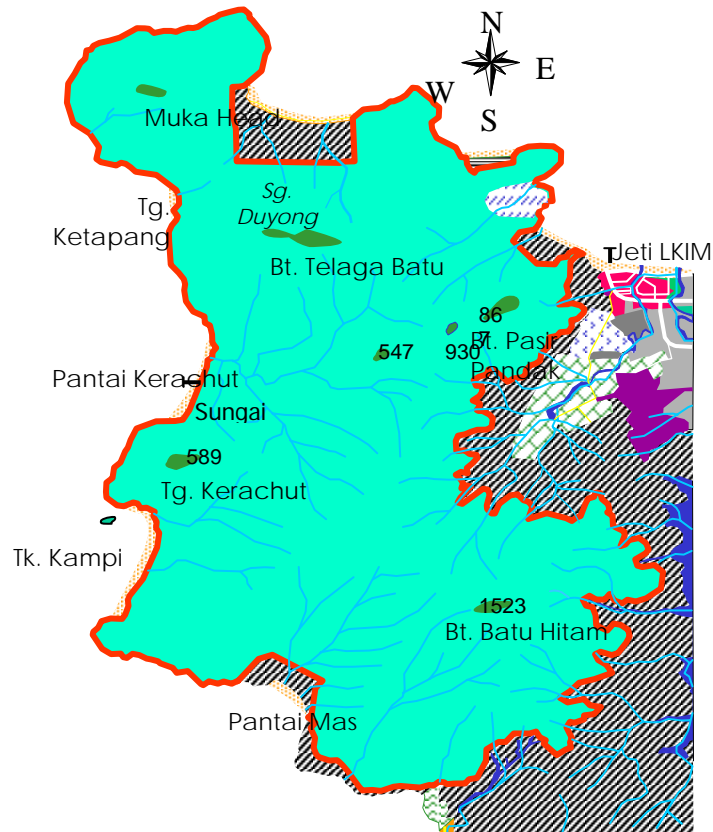 N
W
E
S
Muka Head
Sg.
Duyong
Tg.
Ketapang
Jeti LKIM
Bt. Telaga Batu
86
7
547
930
Bt. Pasir
Pandak
Pantai Kerachut
Sungai
589
Tg. Kerachut
Tk. Kampi
1523
Bt. Batu Hitam
Pantai Mas